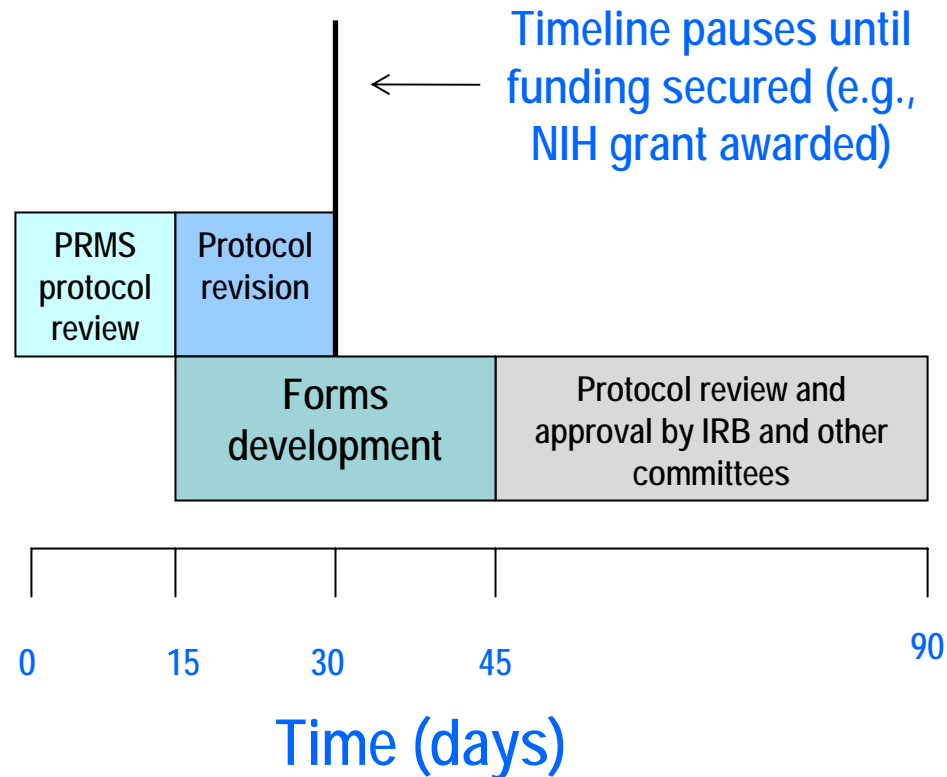 Timeline pauses until
funding secured (e.g.,
NIH grant awarded)
PRMS
protocol
review
Protocol
revision
Forms
development
Protocol review and
approval by IRB and other
committees
0 15 30 45 90
Time (days)